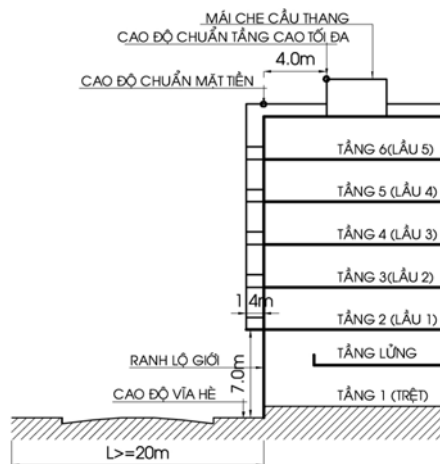 MÁI CHE CẦU THANG
CAO ĐỘ CHUẨN TẦNG CAO TỐI ĐA
4.0m
CAO ĐỘ CHUẨN MẶT TIỀN
TẦNG 6(LẦU 5)
TẦNG 5 (LẦU 4)
TẦNG 4 (LẦU 3)
TẦNG 3(LẦU 2)
1.4m
TẦNG 2 (LẦU 1)
RANH LỘ GIỚI
7.0m
TẦNG LỬNG
CAO ĐỘ VĨA HÈ
TẦNG 1 (TRỆT)
L>=20m